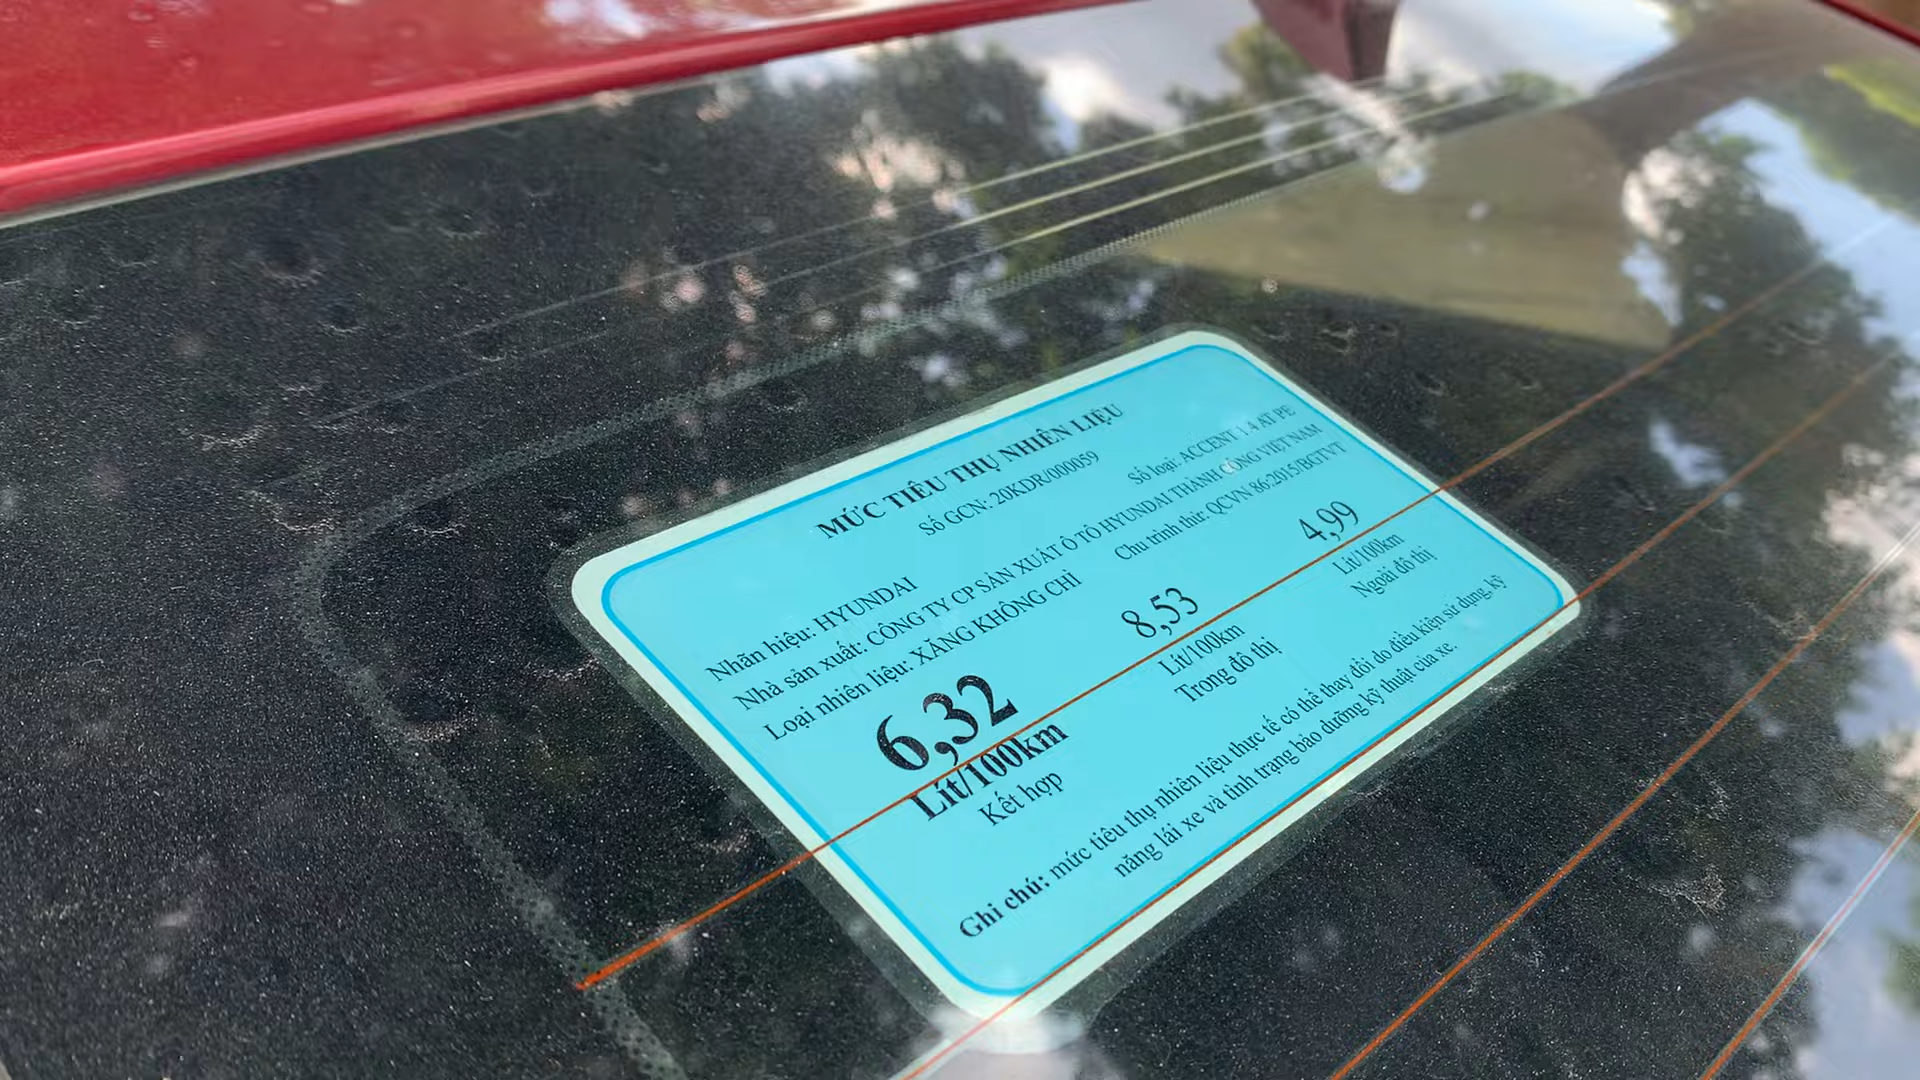 MỨC TIÊU THỤ NHIÊN LIỆU
Số GCN: 20KDR/000059
Nhãn hiệu: HYUNDAI Số loại: ACCENT 1.4 AT PE
Nhà sản xuất: CÔNG TY CP SẢN XUẤT Ô TÔ HYUNDAI THÀNH CÔNG VIỆT NAM
Loại nhiên liệu: XĂNG KHÔNG CHÌ Chu trình thử: QCVN 86:2015/BGTVT
6,32 8,53 4,99
Lít/100km Lít/100km Lít/100km
Kết hợp Trong đô thị Ngoài đô thị
Ghi chú: mức tiêu thụ nhiên liệu thực tế có thể thay đổi do điều kiện sử dụng, kỹ
năng lái xe và tình trạng bảo dưỡng kỹ thuật của xe.